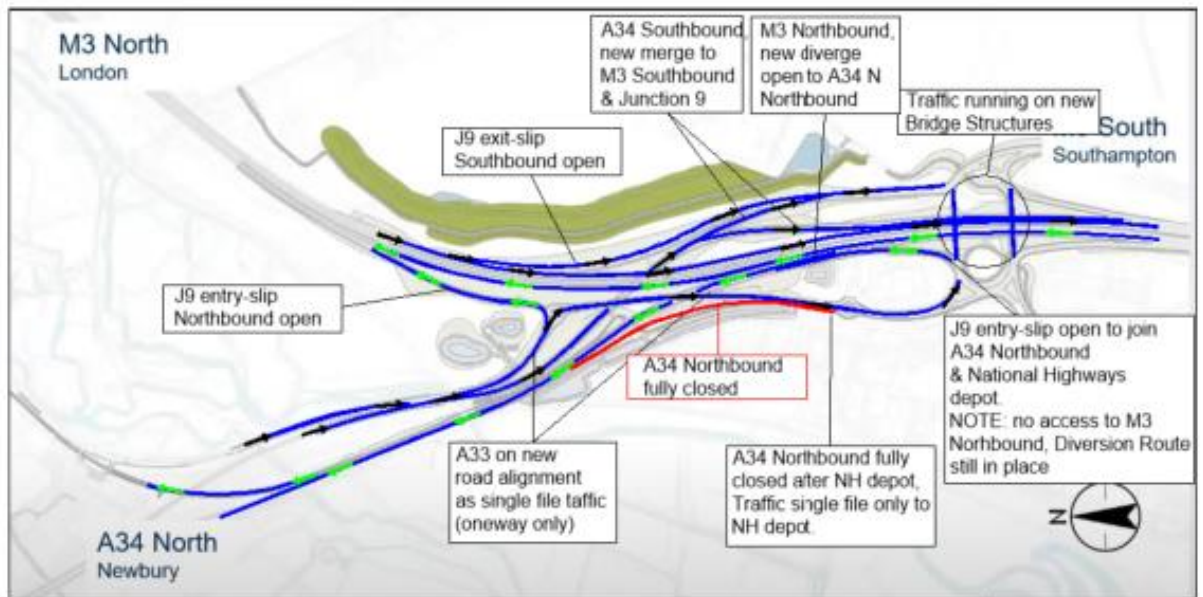 M3 North
London
A34 Southbound,
new merge to
M3 Southbound
& Junction 9
M3 Northbound,
new diverge
open to A34 N
Northbound
Traffic running on new
Bridge Structures
South
Southampton
J9 exit-slip
Southbound open
J9 entry-slip
Northbound open
A34 Northbound
fully closed
J9 entry-slip open to join
A34 Northbound
& National Highways
depot.
NOTE: no access to M3
Norhbound, Diversion Route
still in place
A33 on new
road alignment
as single file taffic
(oneway only)
A34 Northbound fully
closed after NH depot,
Traffic single file only to
NH depot.
N
A34 North
Newbury